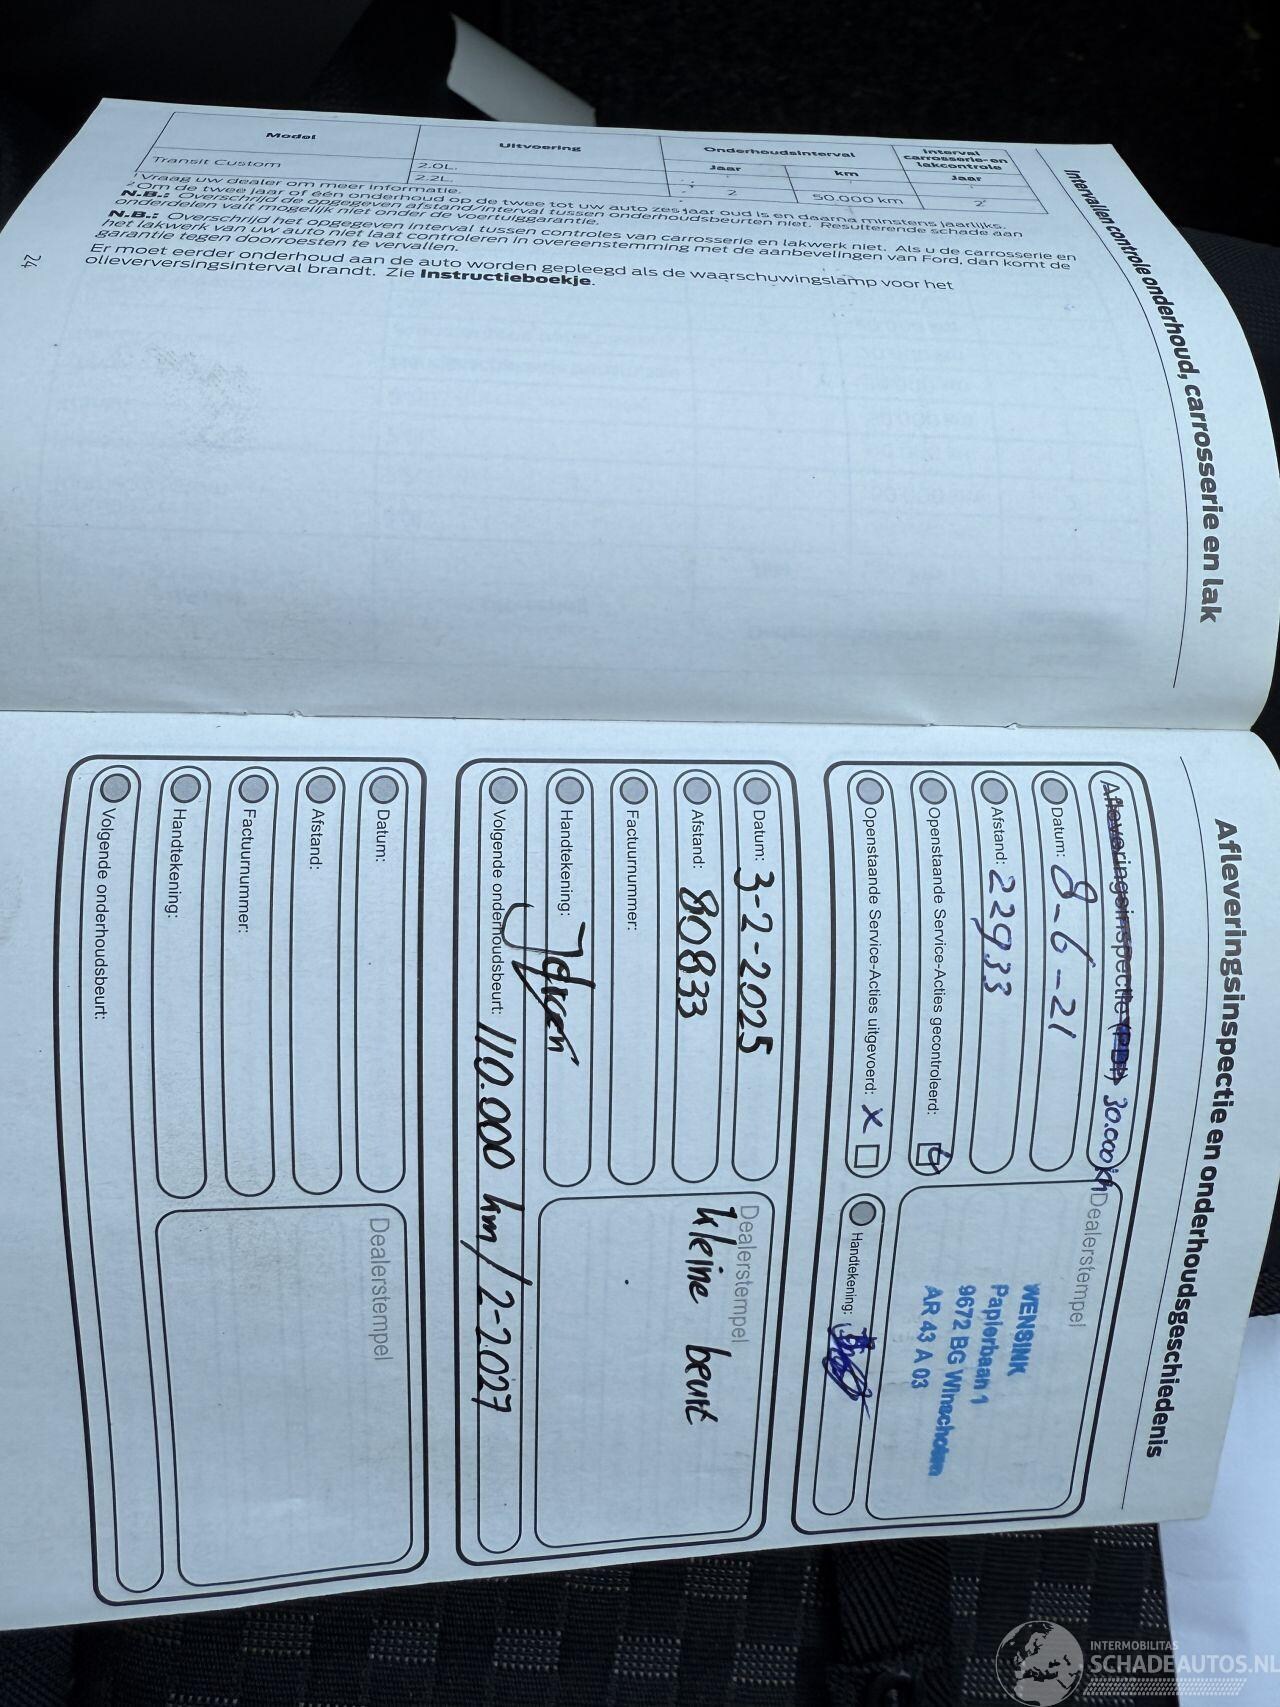 Intervallen controle onderhoud, carrosserie en lak
Model
Uitvoering
Onderhoudsinterval
Interval carrosserie- en lakcontrole
Jaar
km
Jaar
Transit Custom
2.0L.
2.2L.
2
50.000 km
2
¹Vraag uw dealer om meer informatie.
²Om de twee jaar of één onderhoud op de twee tot uw auto zes jaar oud is en daarna minstens jaarlijks.
N.B.: Overschrijd de opgegeven afstand/interval tussen onderhoudsbeurten niet. Resulterende schade aan
onderdelen valt mogelijk niet onder de voertuiggarantie.
N.B.: Overschrijd het opgegeven interval tussen controles van carrosserie en lakwerk niet. Als u de carrosserie en
het lakwerk van uw auto niet laat controleren in overeenstemming met de aanbevelingen van Ford, dan komt de
garantie tegen doorroesten te vervallen.
Er moet eerder onderhoud aan de auto worden gepleegd als de waarschuwingslamp voor het
olieverversingsinterval brandt. Zie Instructieboekje.
24
Afleveringsinspectie en onderhoudsgeschiedenis
Afleveringsinspectie (PDI) 30.000 km
Datum: 8-6-21
Afstand: 22933
Openstaande Service-Acties gecontroleerd:
Openstaande Service-Acties uitgevoerd: X
Dealerstempel
WENSINK
Papierbaan 1
9672 BG Winschoten
AR 43 A 03
Handtekening:
Datum: 3-2-2025
Afstand: 80833
Factuurnummer:
Handtekening:
Volgende onderhoudsbeurt: 110.000 km / 2-2027
Dealerstempel
kleine beurt
Datum:
Afstand:
Factuurnummer:
Handtekening:
Volgende onderhoudsbeurt:
Dealerstempel
INTERMOBILITAS
SCHADEAUTOS.NL